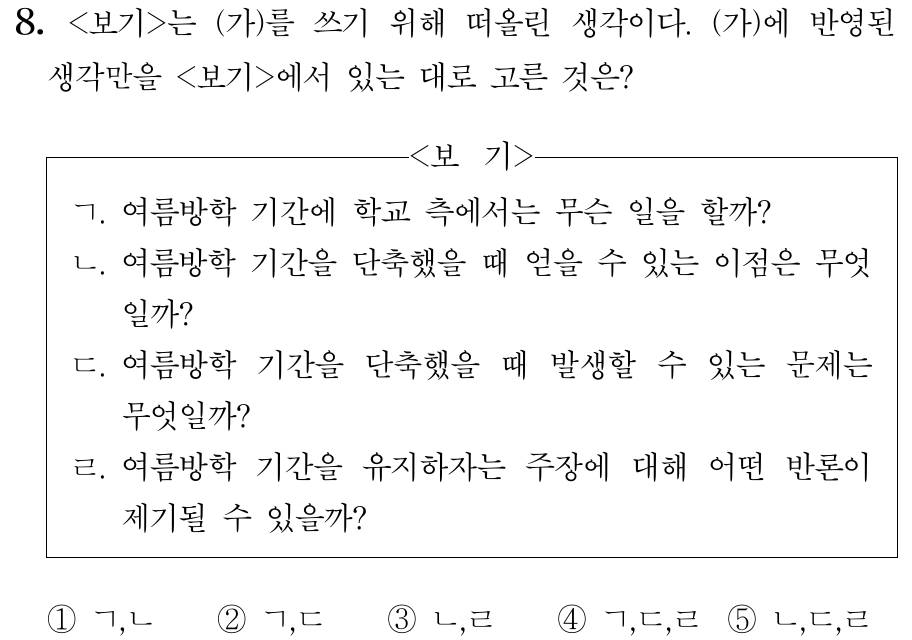 8. <보기>는 (가)를 쓰기 위해 떠올린 생각이다. (가)에 반영된
생각만을 <보기>에서 있는 대로 고른 것은?
<보 기>
ㄱ. 여름방학 기간에 학교 측에서는 무슨 일을 할까?
ㄴ. 여름방학 기간을 단축했을 때 얻을 수 있는 이점은 무엇
일까?
ㄷ. 여름방학 기간을 단축했을 때 발생할 수 있는 문제는
무엇일까?
ㄹ. 여름방학 기간을 유지하자는 주장에 대해 어떤 반론이
제기될 수 있을까?
① ㄱ,ㄴ ② ㄱ,ㄷ ③ ㄴ,ㄹ ④ ㄱ,ㄷ,ㄹ ⑤ ㄴ,ㄷ,ㄹ